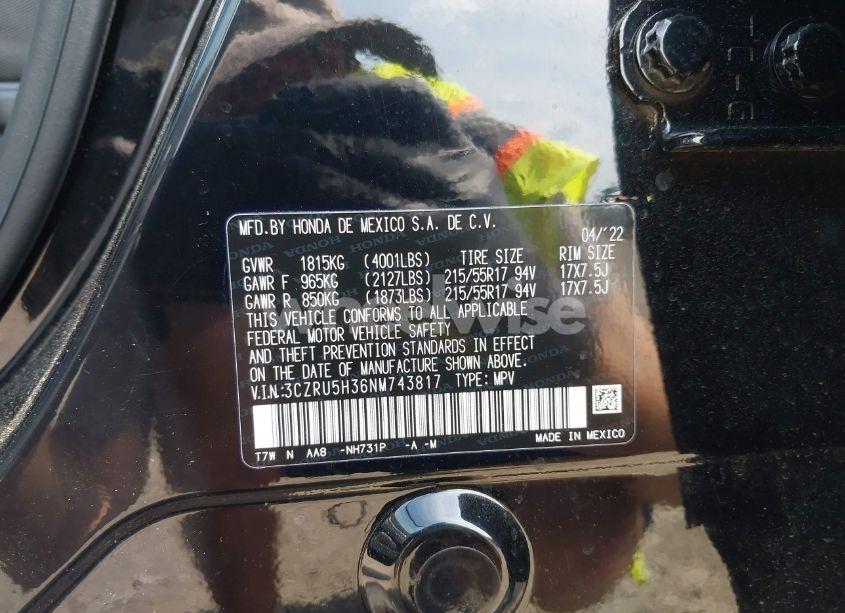 MFD.BY HONDA DE MEXICO S.A. DE C.V.
04/'22
GVWR 1815KG (4001LBS) TIRE SIZE RIM SIZE
GAWR F 965KG (2127LBS) 215/55R17 94V 17X7.5J
GAWR R 850KG (1873LBS) 215/55R17 94V 17X7.5J
THIS VEHICLE CONFORMS TO ALL APPLICABLE
FEDERAL MOTOR VEHICLE SAFETY
AND THEFT PREVENTION STANDARDS IN EFFECT
ON THE DATE OF MANUFACTURE SHOWN ABOVE.
V.I.N.:3CZRU5H36NM743817 TYPE: MPV
T7W N AA8 -NH731P -A -M
MADE IN MEXICO